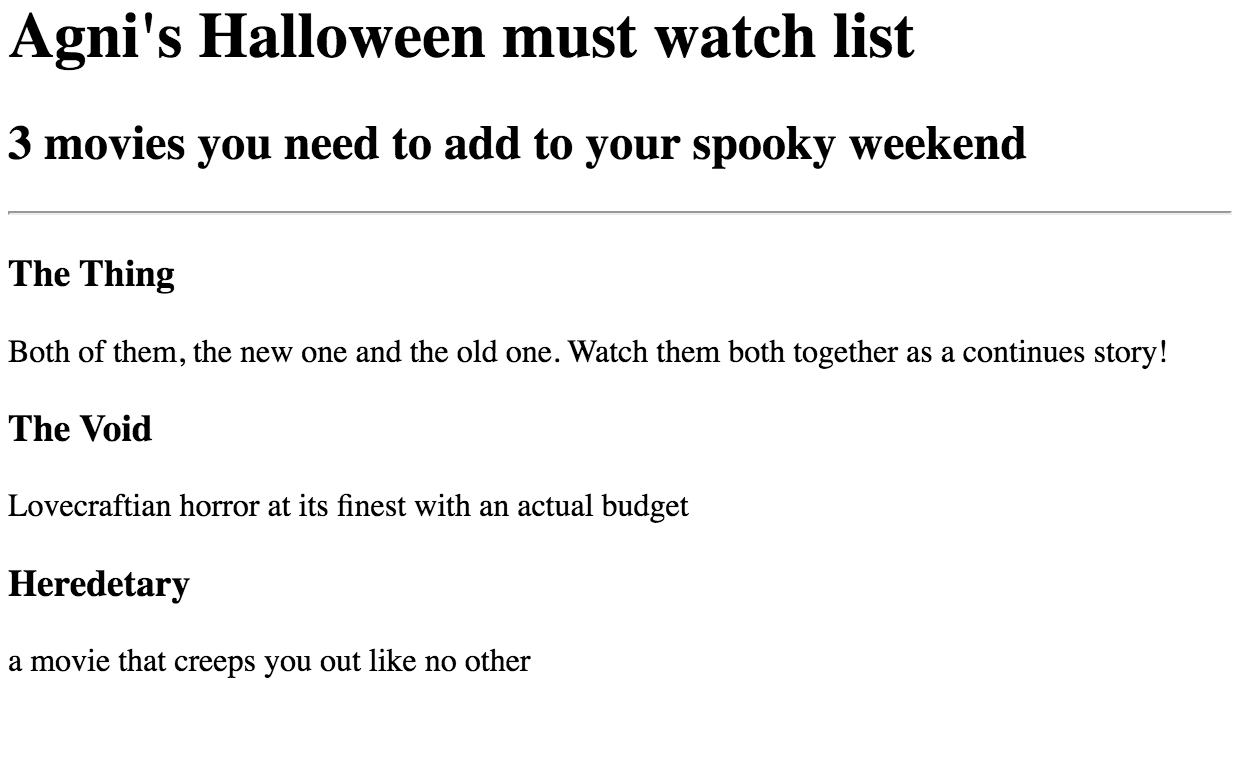 Agni's Halloween must watch list
3 movies you need to add to your spooky weekend
The Thing
Both of them, the new one and the old one. Watch them both together as a continues story!
The Void
Lovecraftian horror at its finest with an actual budget
Heredetary
a movie that creeps you out like no other